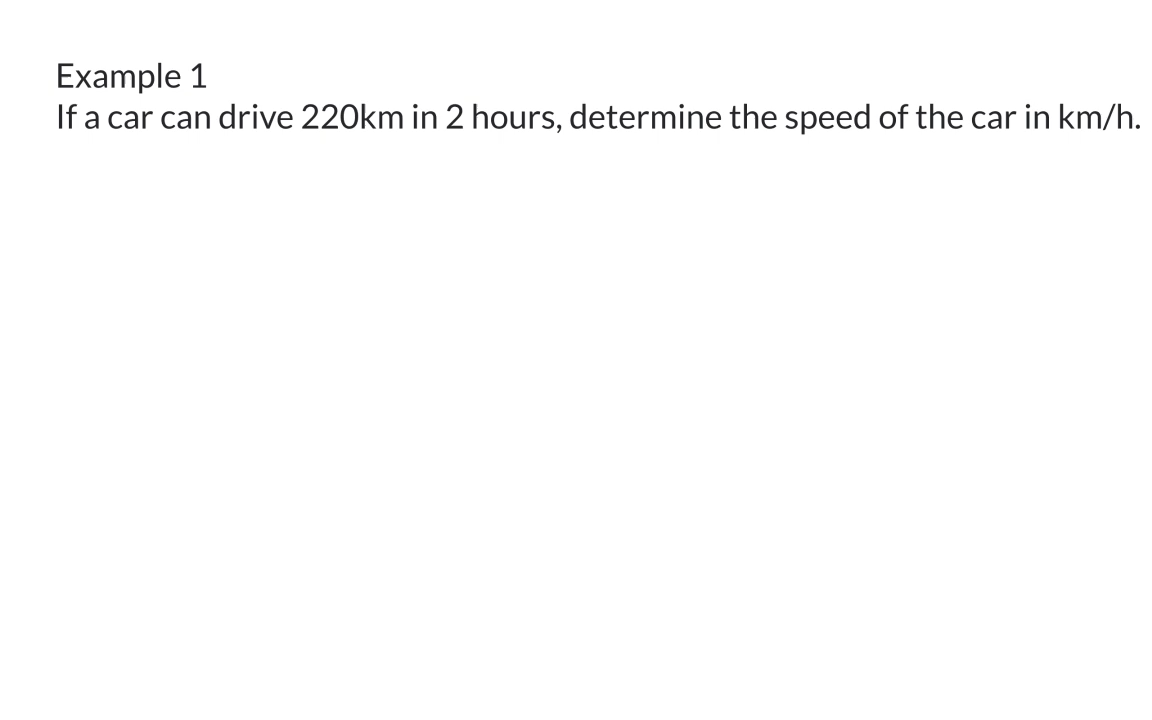 Example 1
If a car can drive 220km in 2 hours, determine the speed of the car in km/h.